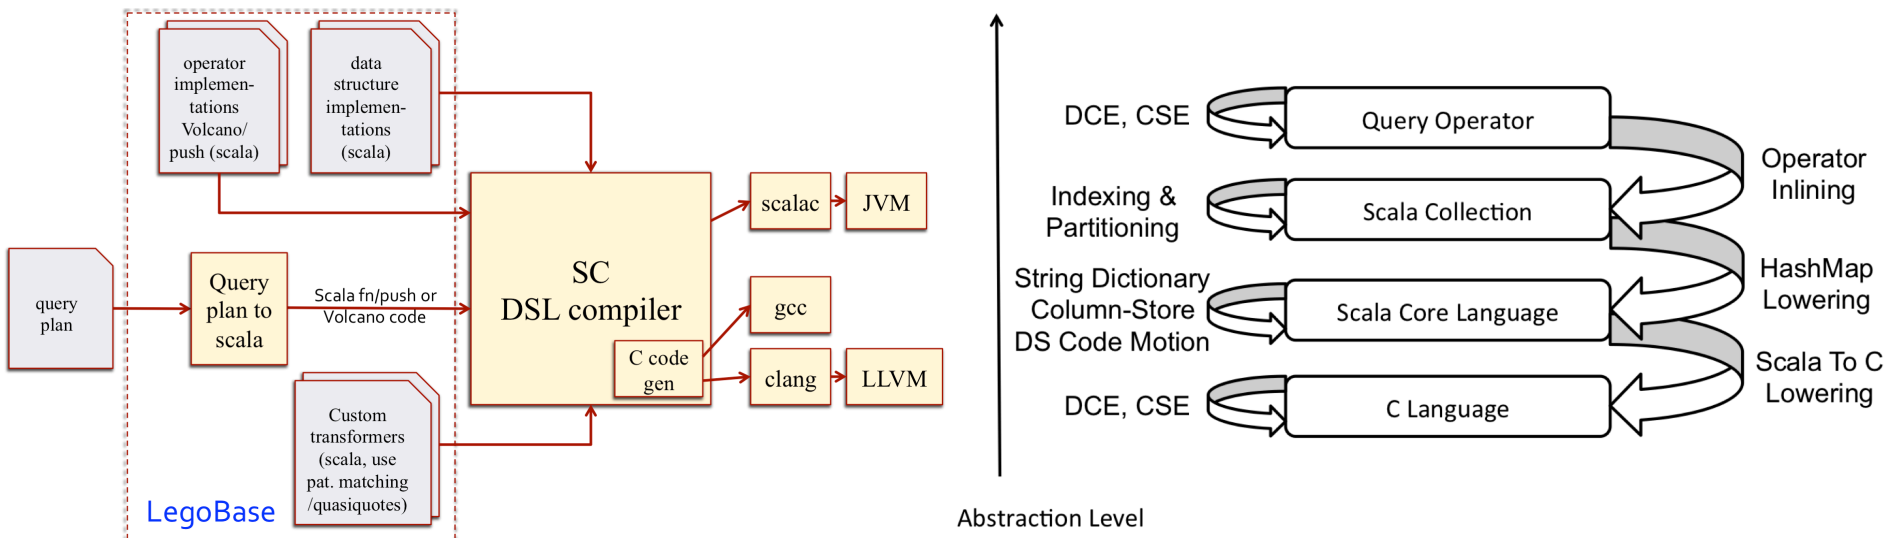 operator
implemen-
tations
Volcano/
push (scala)
data
structure
implemen-
tations
(scala)
query
plan
Query
plan to
scala
Scala fn/push or
Volcano code
SC
DSL compiler
C code
gen
scalac
JVM
gcc
clang
LLVM
Custom
transformers
(scala, use
pat. matching
/quasiquotes)
LegoBase
Abstraction Level
DCE, CSE
Query Operator
Operator
Inlining
Indexing &
Partitioning
Scala Collection
HashMap
Lowering
String Dictionary
Column-Store
DS Code Motion
Scala Core Language
Scala To C
Lowering
DCE, CSE
C Language